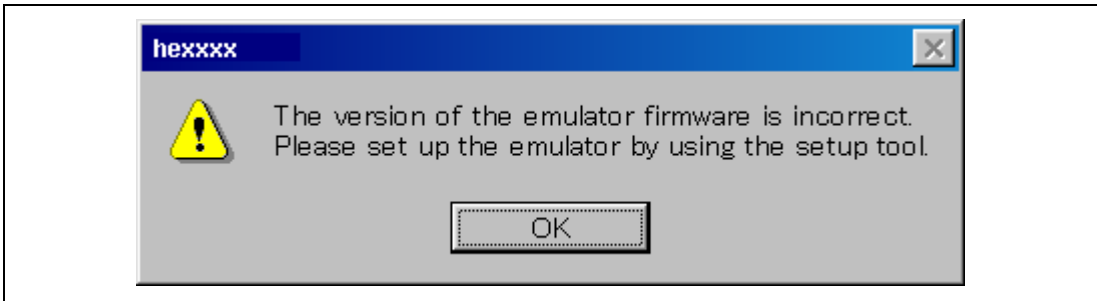 hexxxx
The version of the emulator firmware is incorrect.
Please set up the emulator by using the setup tool.
OK